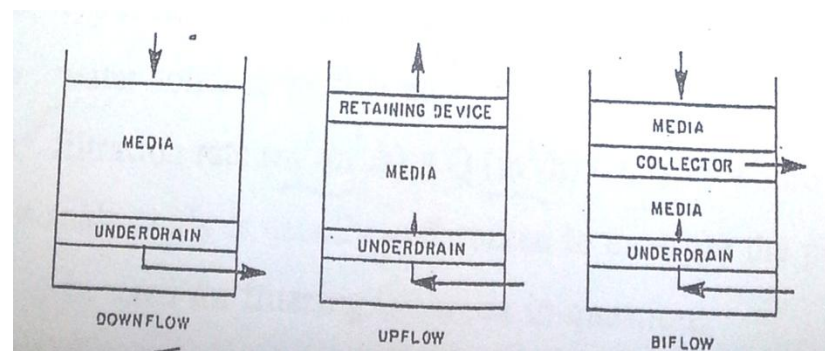 MEDIA
UNDERDRAIN
DOWNFLOW
RETAINING DEVICE
MEDIA
UNDERDRAIN
UPFLOW
MEDIA
COLLECTOR
MEDIA
UNDERDRAIN
BIFLOW